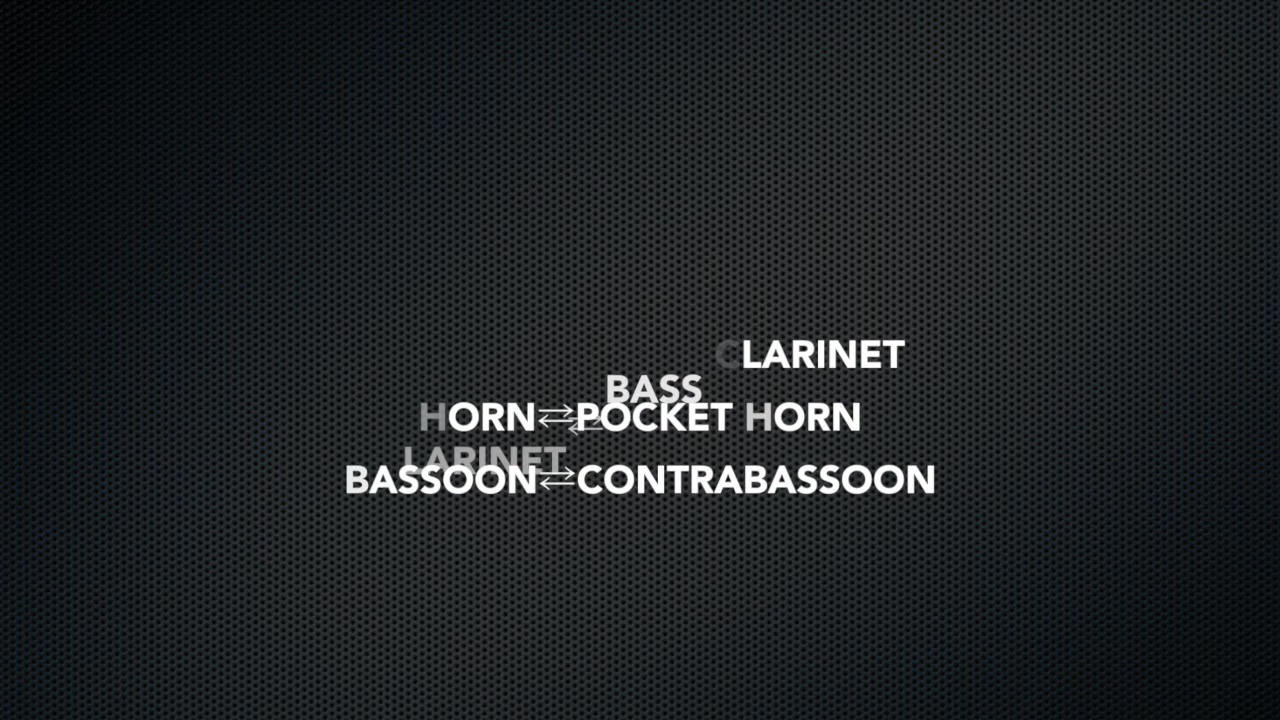 CLARINET
BASS
HORN⇄POCKET HORN
⇄
LARINET
BASSOON⇄CONTRABASSOON